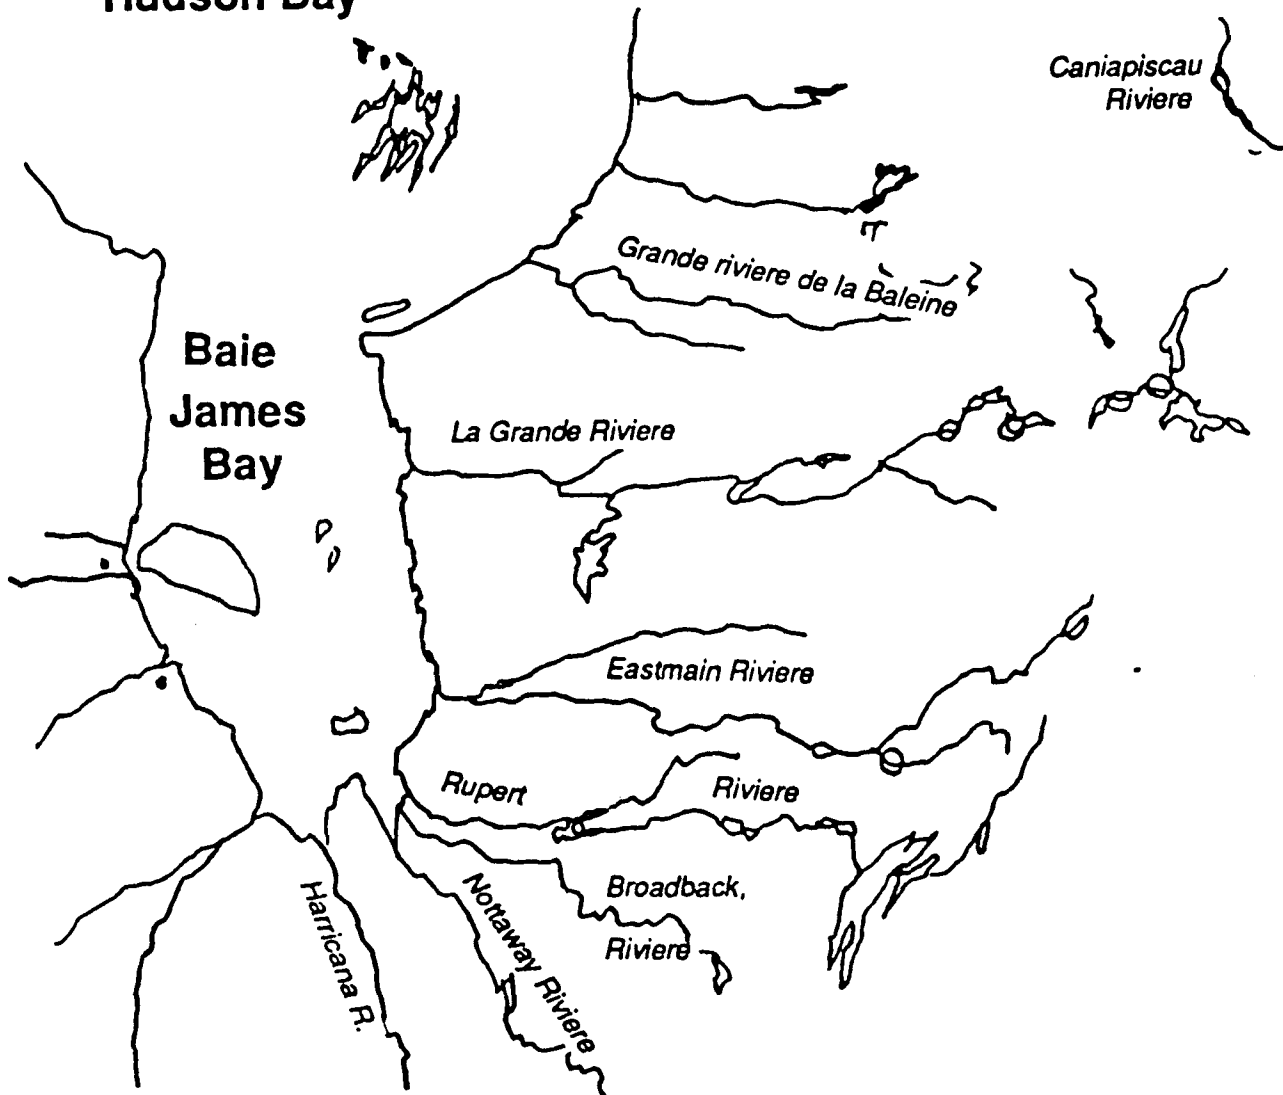 Hudson Bay
Caniapiscau
Riviere
Grande riviere de la Baleine
Baie
James
Bay
La Grande Riviere
Eastmain Riviere
Rupert Riviere
Broadback,
Riviere
Nottaway Riviere
Harricana R.